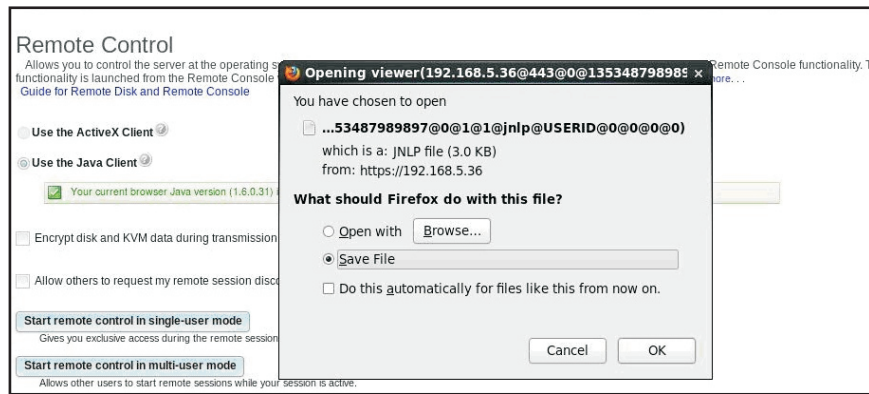 Remote Control
Allows you to control the server at the operating s
Remote Console functionality. T
functionality is launched from the Remote Console
ore. . .
Guide for Remote Disk and Remote Console
Use the ActiveX Client
Use the Java Client
Your current browser Java version (1.6.0.31)
Encrypt disk and KVM data during transmission
Allow others to request my remote session disc
Start remote control in single-user mode
Gives you exclusive access during the remote session
Start remote control in multi-user mode
Allows other users to start remote sessions while your session is active.
Opening viewer(192.168.5.36@443@0@13534879898 ×
You have chosen to open
...53487989897@0@1@1@jnlp@USERID@0@0@0@0)
which is a: JNLP file (3.0 KB)
from: https://192.168.5.36
What should Firefox do with this file?
Open with Browse...
Save File
Do this automatically for files like this from now on.
Cancel OK